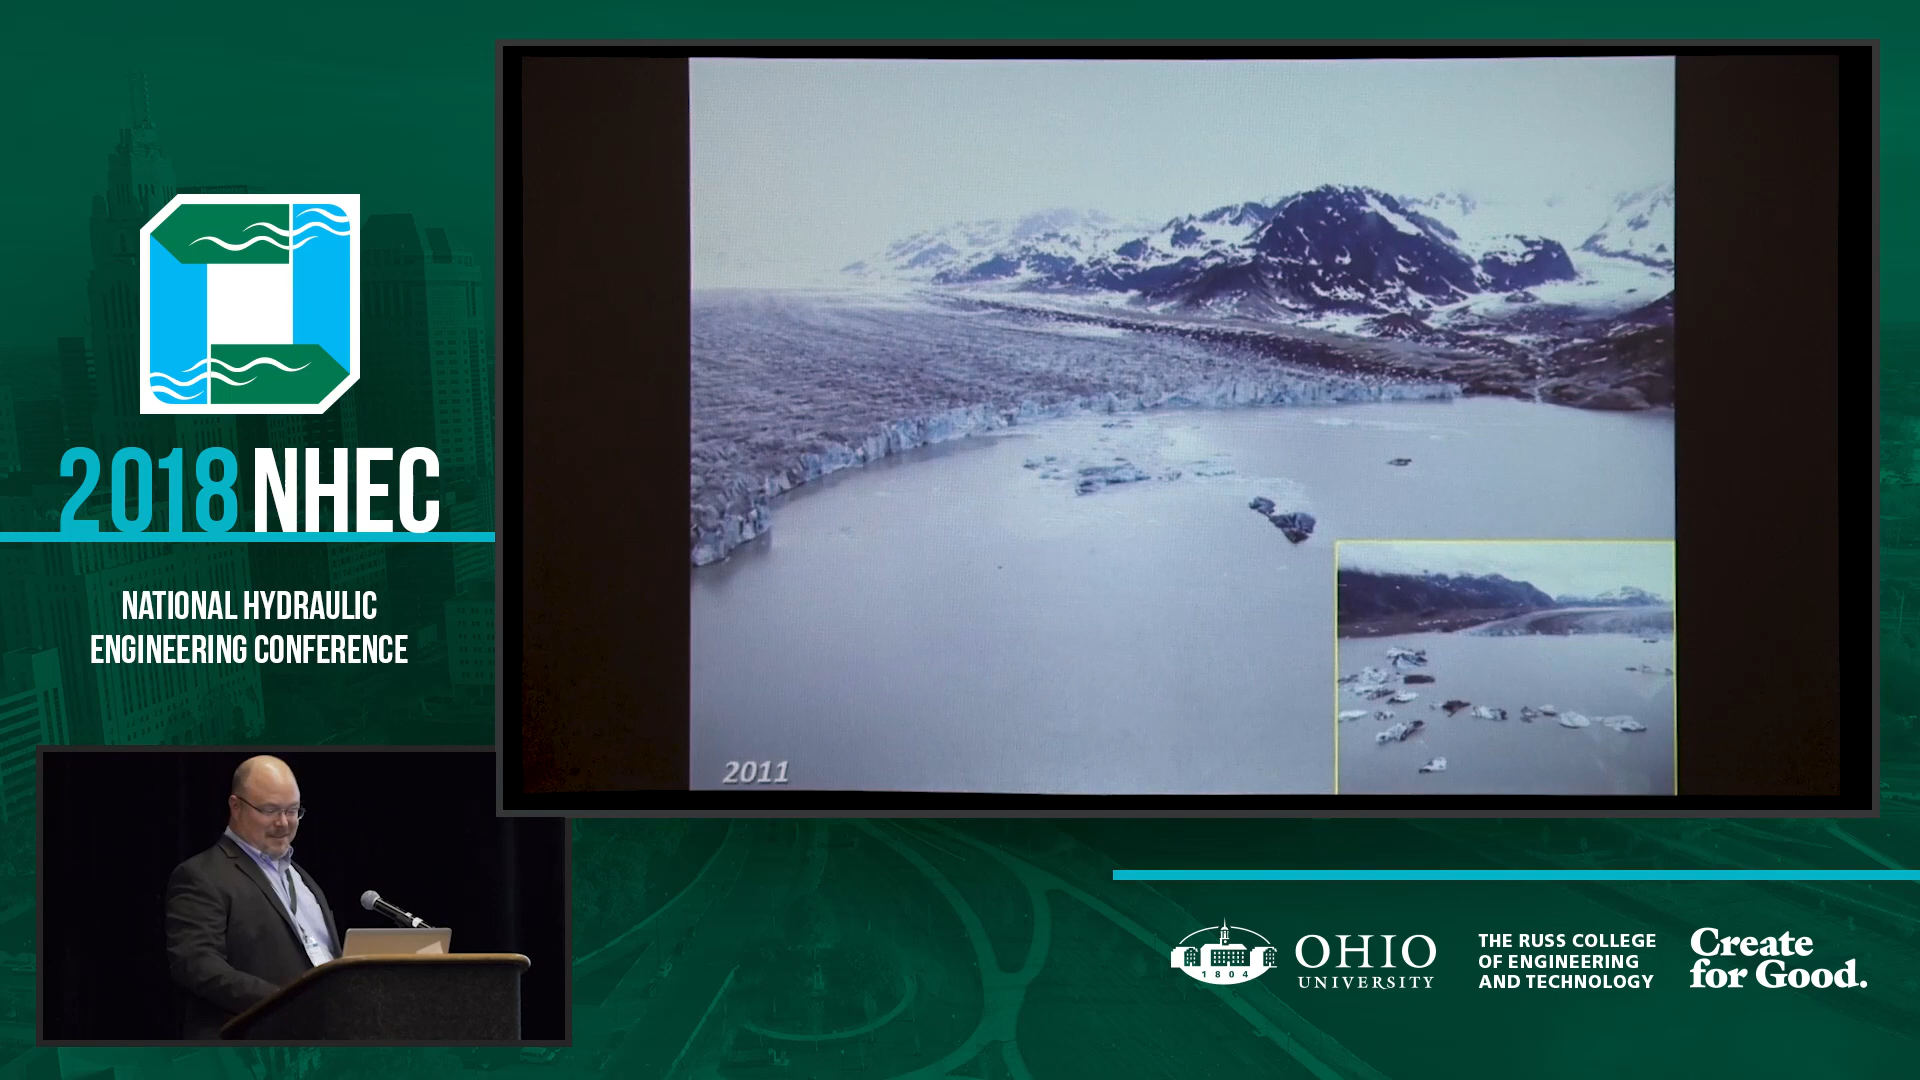 2018 NHEC
NATIONAL HYDRAULIC
ENGINEERING CONFERENCE
2011
1804
OHIO
UNIVERSITY
THE RUSS COLLEGE
OF ENGINEERING
AND TECHNOLOGY
Create
for Good.